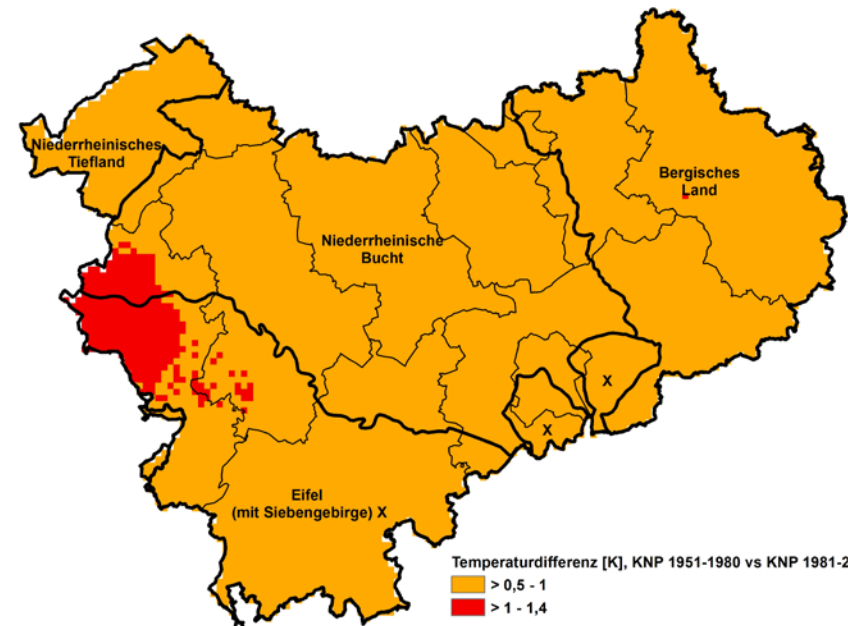 Niederrheinisches
Tiefland
Bergisches
Land
Niederrheinische
Bucht
X
X
Eifel
(mit Siebengebirge) X
Temperaturdifferenz [K], KNP 1951-1980 vs KNP 1981-2
> 0,5 - 1
> 1 - 1,4